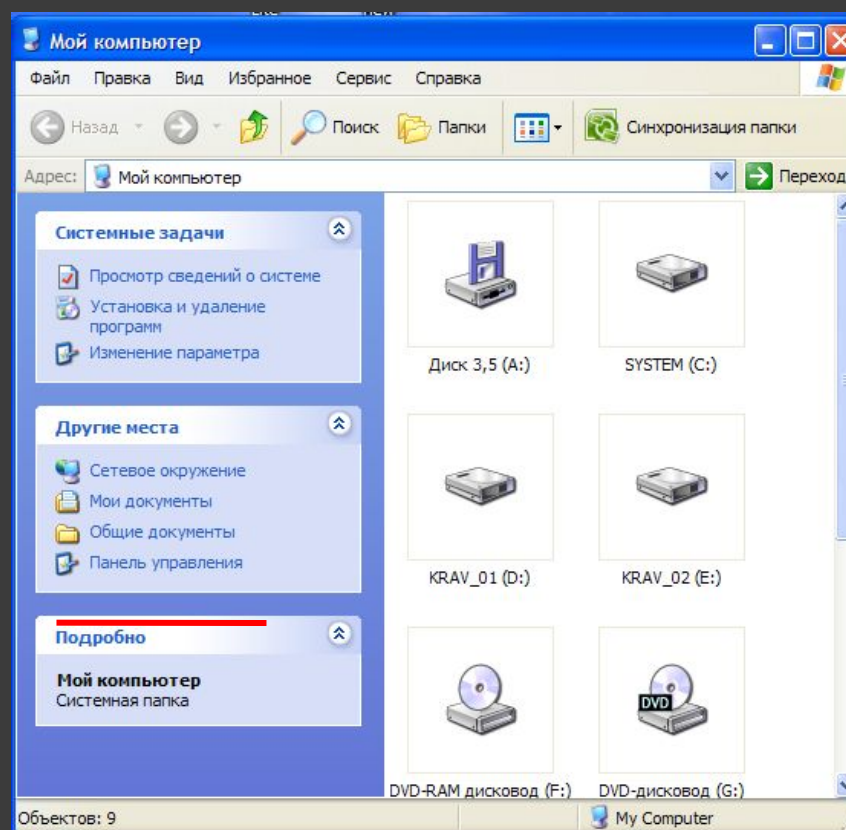 Мой компьютер
Файл Правка Вид Избранное Сервис Справка
Назад Поиск Папки Синхронизация папки
Адрес: Мой компьютер Переход
Системные задачи
Просмотр сведений о системе
Установка и удаление
программ
Изменение параметра
Другие места
Сетевое окружение
Мои документы
Общие документы
Панель управления
Подробно
Мой компьютер
Системная папка
Диск 3,5 (A:) SYSTEM (C:)
KRAV_01 (D:) KRAV_02 (E:)
DVD
DVD-RAM дисковод (F:) DVD-дисковод (G:)
Объектов: 9 My Computer